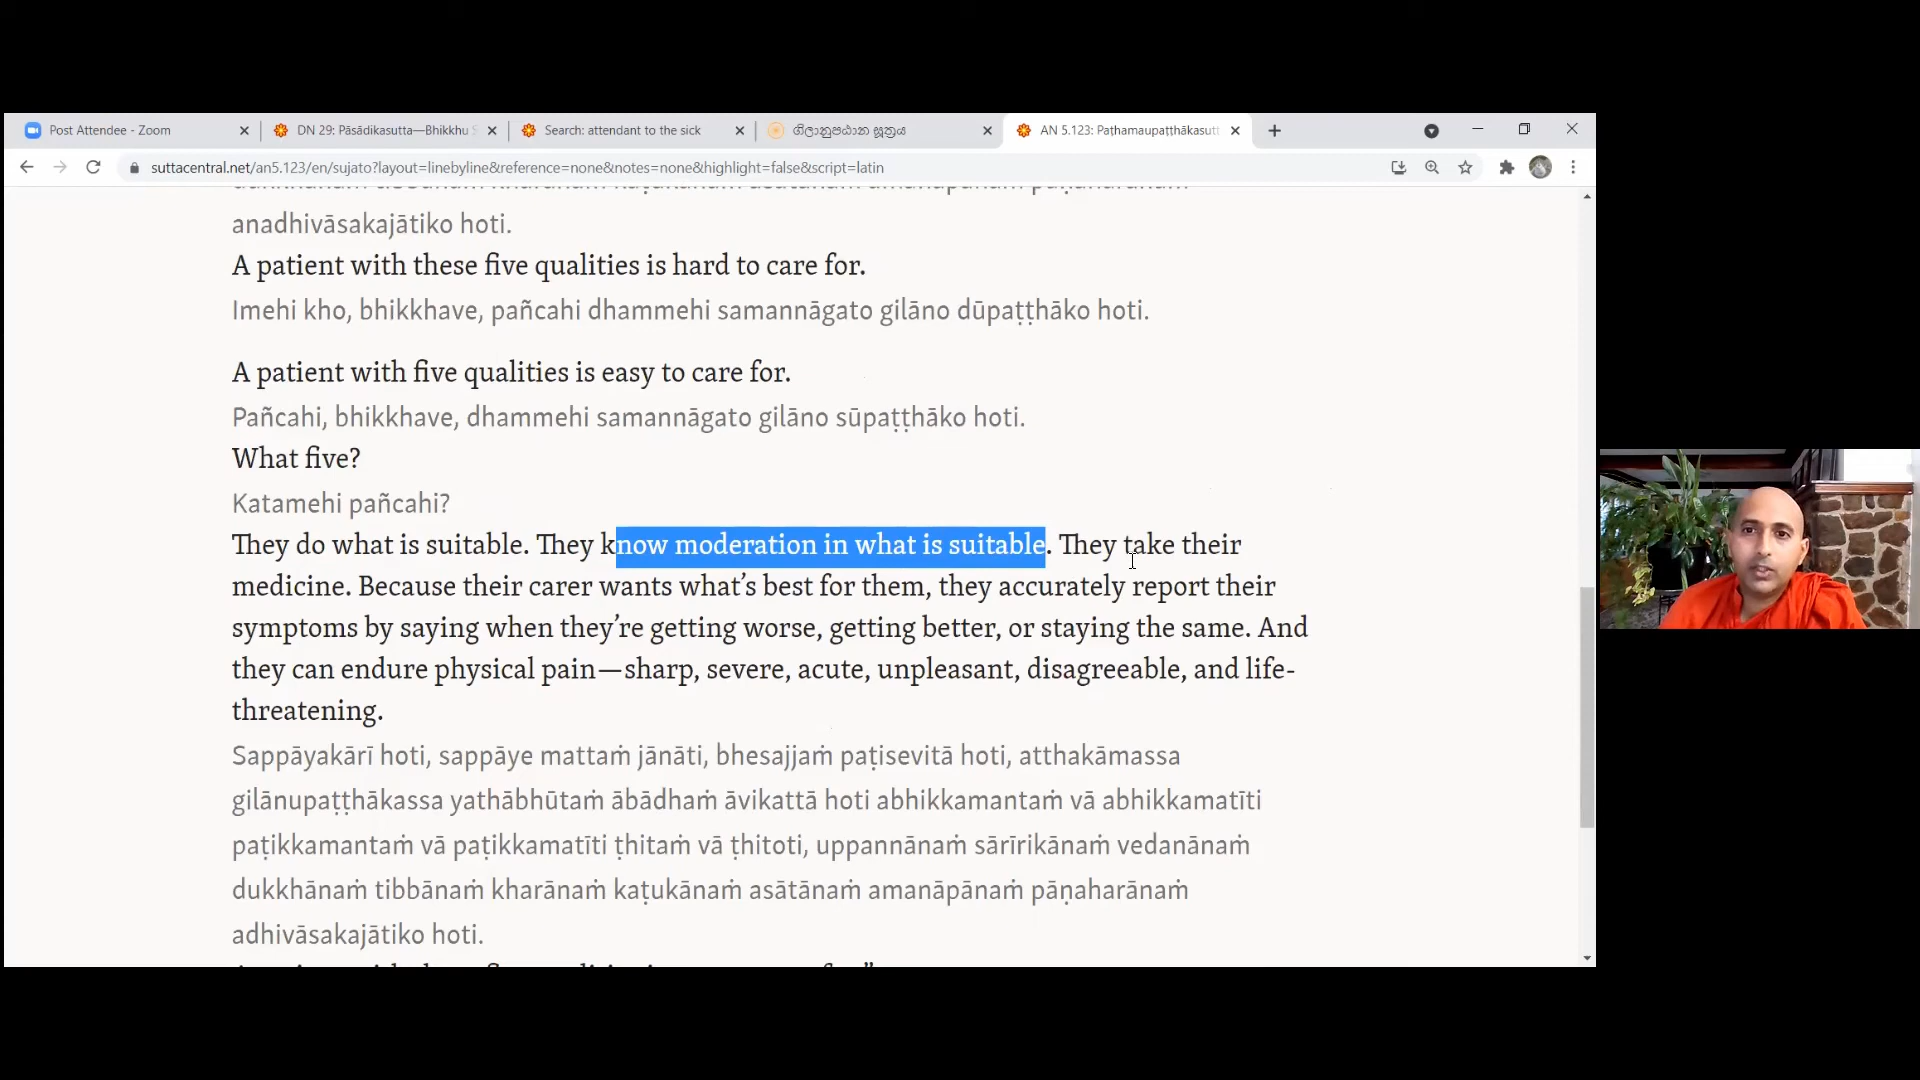 Post Attendee - Zoom
DN 29: Pāsādikasutta—Bhikkhu S
Search: attendant to the sick
ගිලානුපඨාන සූත්‍රය
AN 5.123: Paṭhamaupaṭṭhākasutt
suttacentral.net/an5.123/en/sujato?layout=linebyline&reference=none&notes=none&highlight=false&script=latin
anadhivāsakajātiko hoti.
A patient with these five qualities is hard to care for.
Imehi kho, bhikkhave, pañcahi dhammehi samannāgato gilāno dūpaṭṭhāko hoti.
A patient with five qualities is easy to care for.
Pañcahi, bhikkhave, dhammehi samannāgato gilāno sūpaṭṭhāko hoti.
What five?
Katamehi pañcahi?
They do what is suitable. They know moderation in what is suitable. They take their
medicine. Because their carer wants what’s best for them, they accurately report their
symptoms by saying when they’re getting worse, getting better, or staying the same. And
they can endure physical pain—sharp, severe, acute, unpleasant, disagreeable, and life-
threatening.
Sappāyakārī hoti, sappāye mattaṁ jānāti, bhesajjaṁ paṭisevitā hoti, atthakāmassa
gilānupaṭṭhākassa yathābhūtaṁ ābādhaṁ āvikattā hoti abhikkamantaṁ vā abhikkamatīti
paṭikkamantaṁ vā paṭikkamatīti ṭhitaṁ vā ṭhitoti, uppannānaṁ sārīrikānaṁ vedanānaṁ
dukkhānaṁ tibbānaṁ kharānaṁ kaṭukānaṁ asātānaṁ amanāpānaṁ pāṇaharānaṁ
adhivāsakajātiko hoti.